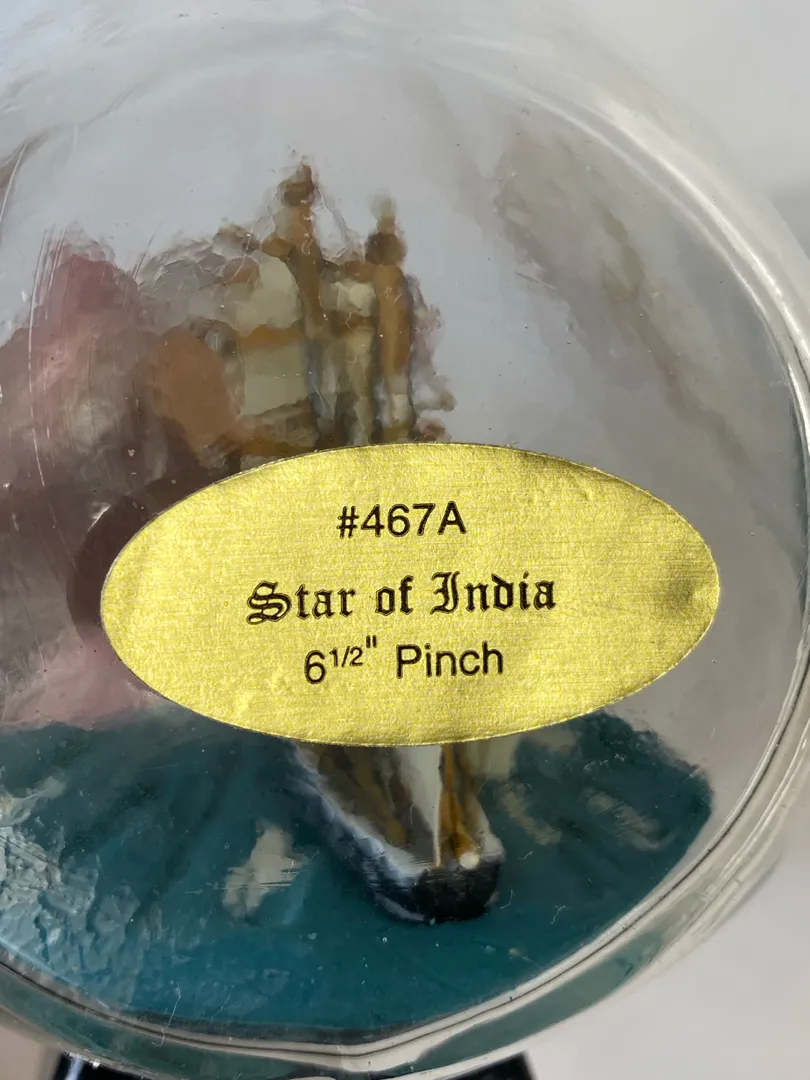 #467A
Star of India
6 1/2" Pinch